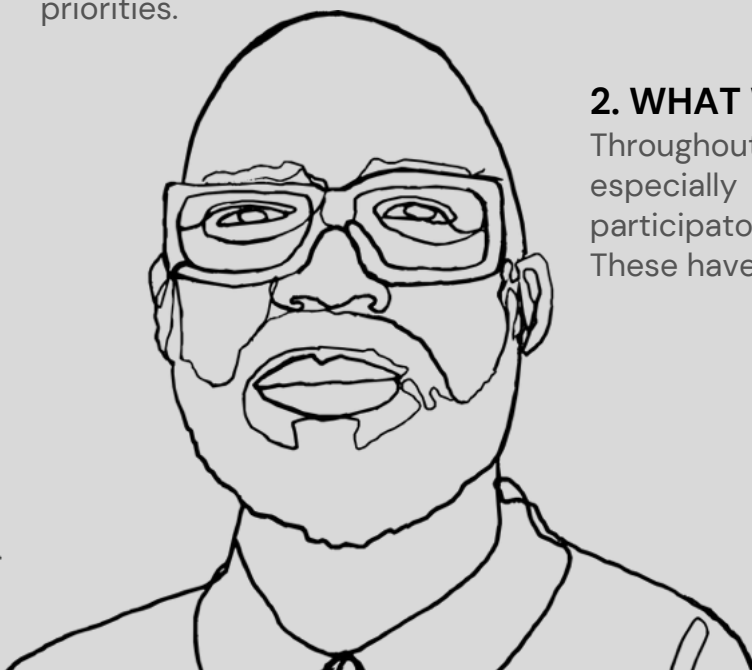 priorities.
2. WHAT
Throughout
especially
participato
These have